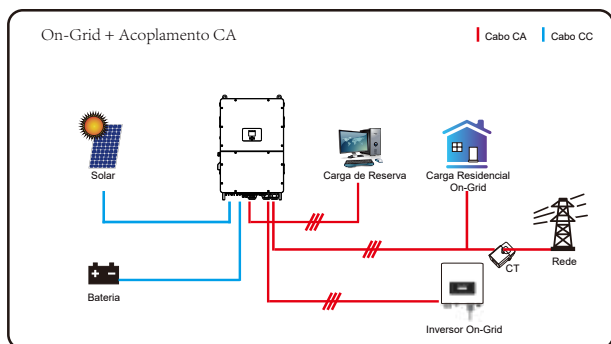 On-Grid + Acoplamento CA
Cabo CA
Cabo CC
Solar
Carga de Reserva
Carga Residencial
On-Grid
CT
Rede
Bateria
Inversor On-Grid